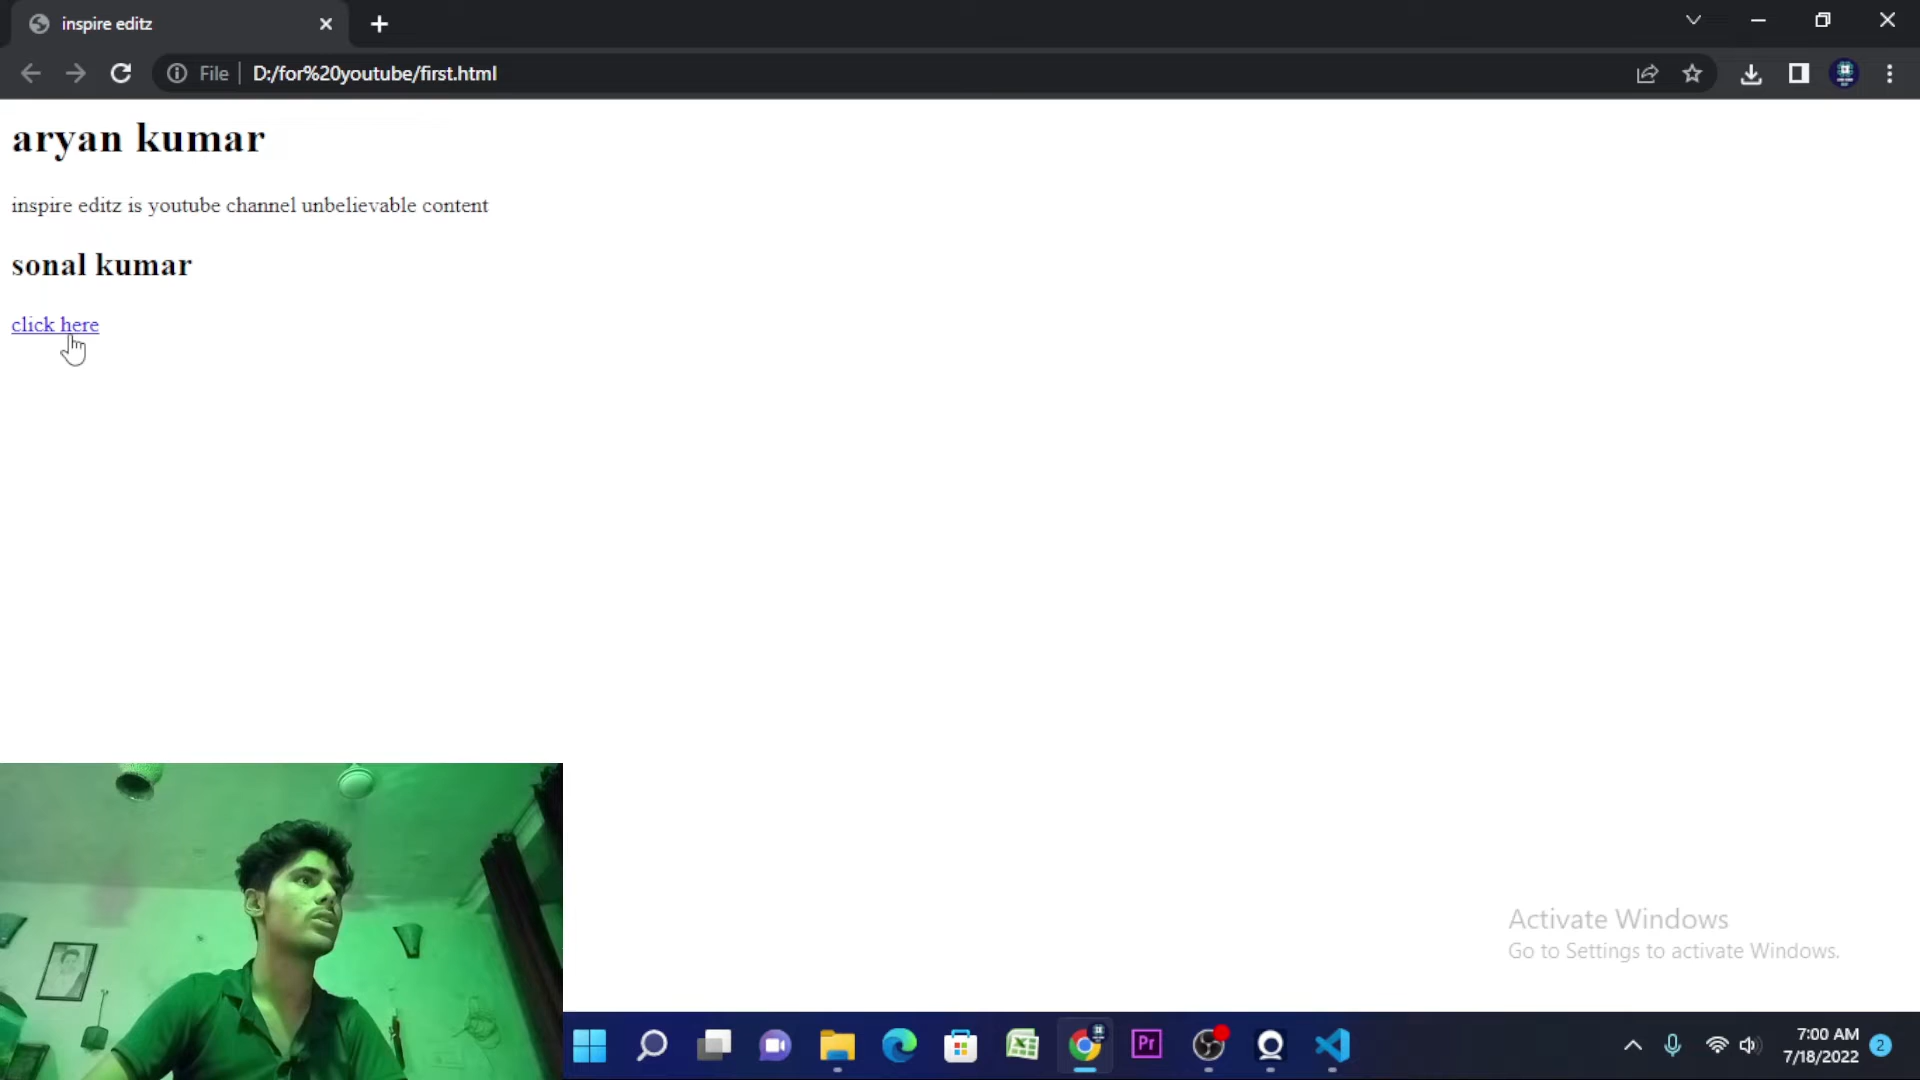 inspire editz
File
D:/for%20youtube/first.html
aryan kumar
inspire editz is youtube channel unbelievable content
sonal kumar
click here
Activate Windows
Go to Settings to activate Windows.
Pr
7:00 AM
7/18/2022
2